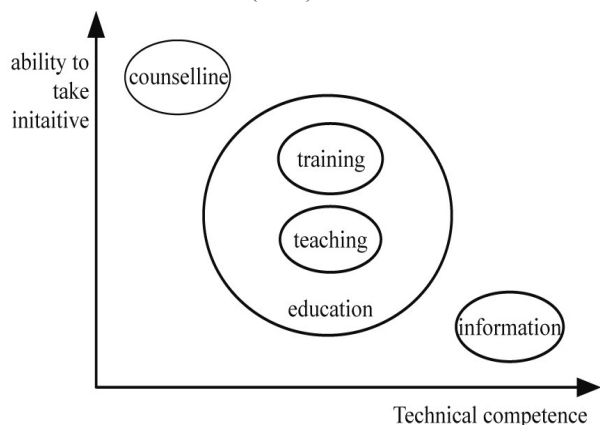 ability to
take
initaitive
counselline
training
teaching
education
information
Technical competence